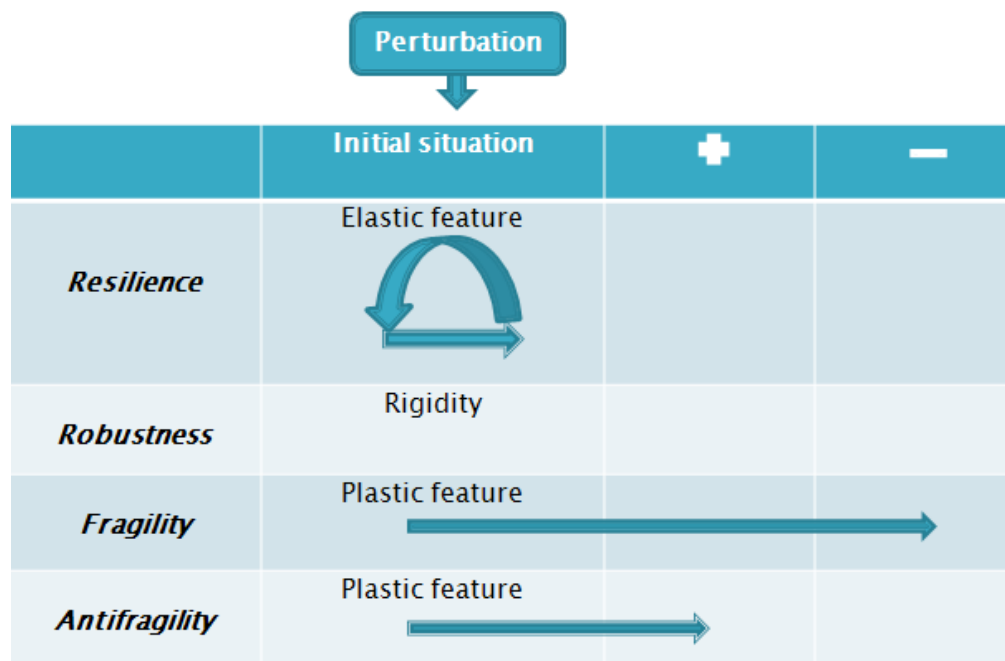 Perturbation
Initial situation
+
−
Elastic feature
Resilience
Rigidity
Robustness
Plastic feature
Fragility
Plastic feature
Antifragility